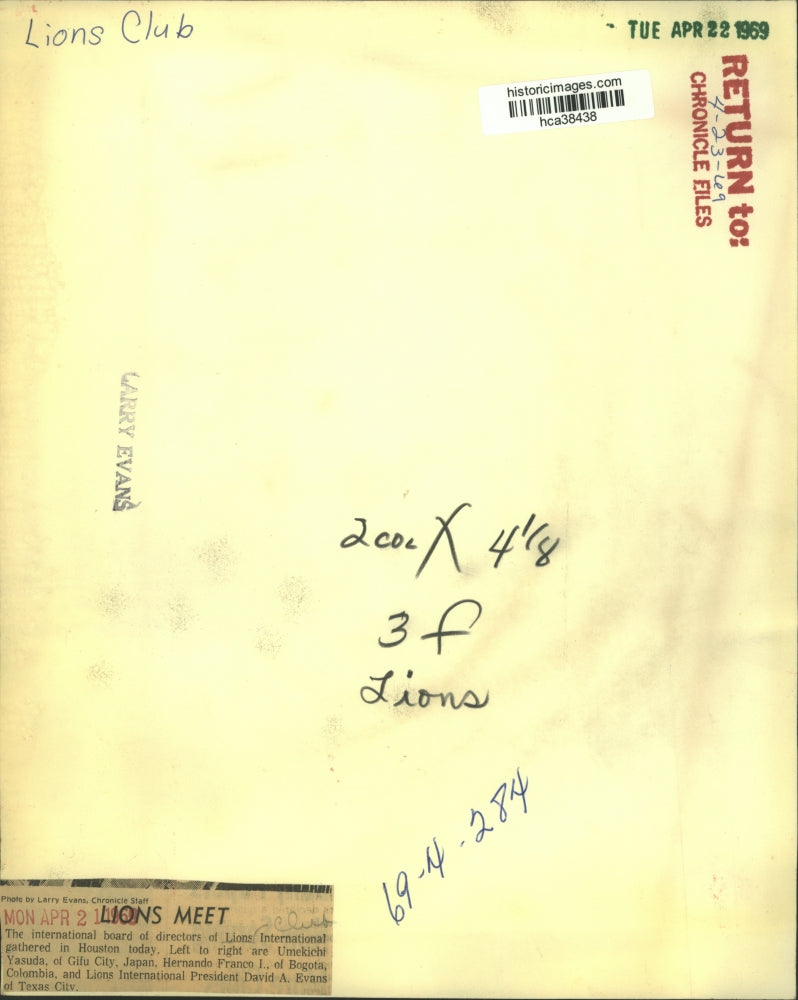 Lions Club
TUE APR 22 1969
historicimages.com
hca38438
RETURN to:
4-23-69
CHRONICLE FILES
LARRY EVANS
2 col X 4 1/8
3 f
Lions
69-4-284
Photo by Larry Evans, Chronicle Staff
MON APR 21
LIONS MEET
The international board of directors of Lions International
gathered in Houston today. Left to right are Umekichi
Yasuda, of Gifu City, Japan, Hernando Franco I., of Bogota,
Colombia, and Lions International President David A. Evans
of Texas City.